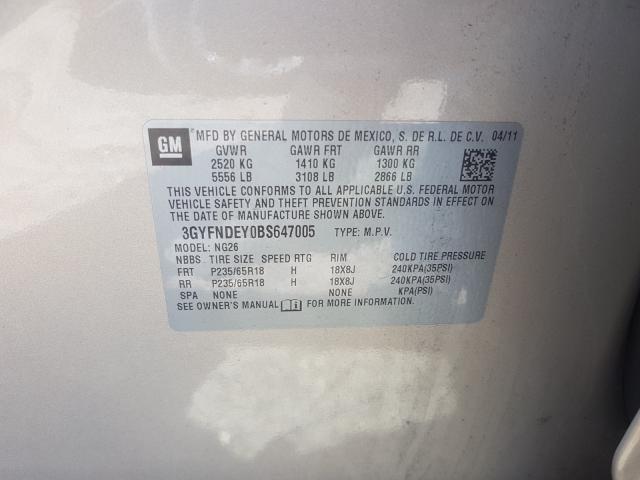 GM
MFD BY GENERAL MOTORS DE MEXICO, S. DE R.L. DE C.V. 04/11
GVWR GAWR FRT GAWR RR
2520 KG 1410 KG 1300 KG
5556 LB 3108 LB 2866 LB
THIS VEHICLE CONFORMS TO ALL APPLICABLE U.S. FEDERAL MOTOR
VEHICLE SAFETY AND THEFT PREVENTION STANDARDS IN EFFECT ON
THE DATE OF MANUFACTURE SHOWN ABOVE.
3GYFNDEY0BS647005 TYPE: M.P.V.
MODEL: NG26
NBBS TIRE SIZE SPEED RTG RIM COLD TIRE PRESSURE
FRT P235/65R18 H 18X8J 240KPA(35PSI)
RR P235/65R18 H 18X8J 240KPA(35PSI)
SPA NONE NONE KPA(PSI)
SEE OWNER'S MANUAL FOR MORE INFORMATION.